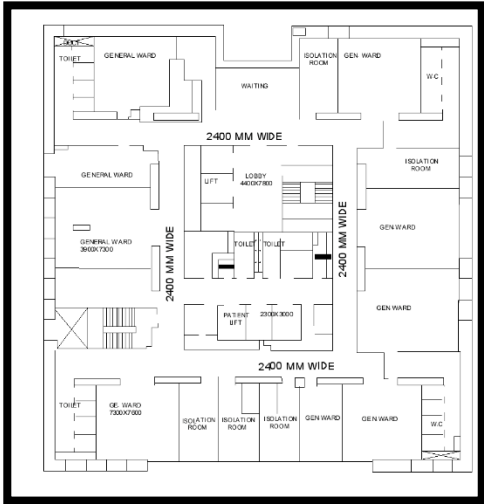 TOILET
GENERAL WARD
ISOLATION
ROOM
GEN WARD
W.C
WAITING
2400 MM WIDE
GENERAL WARD
LIFT
LOBBY
4400X7800
ISOLATION
ROOM
GENERAL WARD
3900X7300
2400 MM WIDE
2400 MM WIDE
TOILET
TOILET
GEN WARD
PATIENT
LIFT
2300X3000
GEN WARD
2400 MM WIDE
TOILET
GE WARD
7300X7600
ISOLATION
ROOM
ISOLATION
ROOM
ISOLATION
ROOM
GEN WARD
GEN WARD
W.C